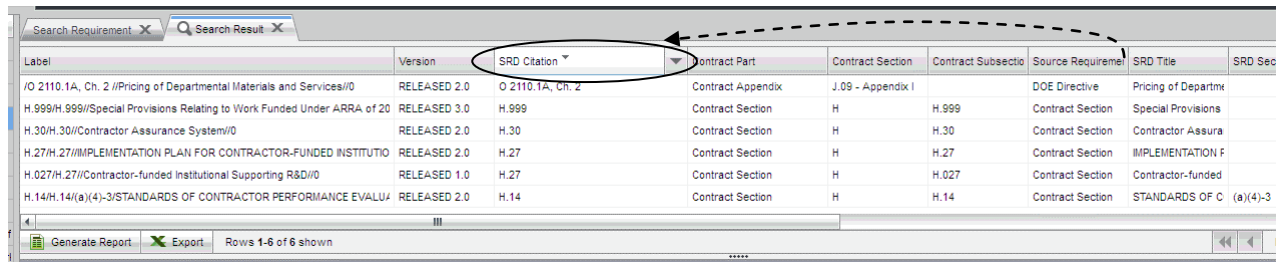 Search Requirement X Search Result X
Label Version SRD Citation Contract Part Contract Section Contract Subsectio Source Requiremer SRD Title SRD Sec
/O 2110.1A, Ch. 2 //Pricing of Departmental Materials and Services//0 RELEASED 2.0 O 2110.1A, Ch. 2 Contract Appendix J.09 - Appendix I DOE Directive Pricing of Departme
H.999/H.999//Special Provisions Relating to Work Funded Under ARRA of 20 RELEASED 3.0 H.999 Contract Section H H.999 Contract Section Special Provisions
H.30/H.30//Contractor Assurance System//0 RELEASED 2.0 H.30 Contract Section H H.30 Contract Section Contractor Assura
H.27/H.27//IMPLEMENTATION PLAN FOR CONTRACTOR-FUNDED INSTITUTIO RELEASED 2.0 H.27 Contract Section H H.27 Contract Section IMPLEMENTATION F
H.027/H.27//Contractor-funded Institutional Supporting R&D//0 RELEASED 1.0 H.27 Contract Section H H.027 Contract Section Contractor-funded
H.14/H.14/(a)(4)-3/STANDARDS OF CONTRACTOR PERFORMANCE EVALU RELEASED 2.0 H.14 Contract Section H H.14 Contract Section STANDARDS OF C (a)(4)-3
Generate Report Export Rows 1-6 of 6 shown